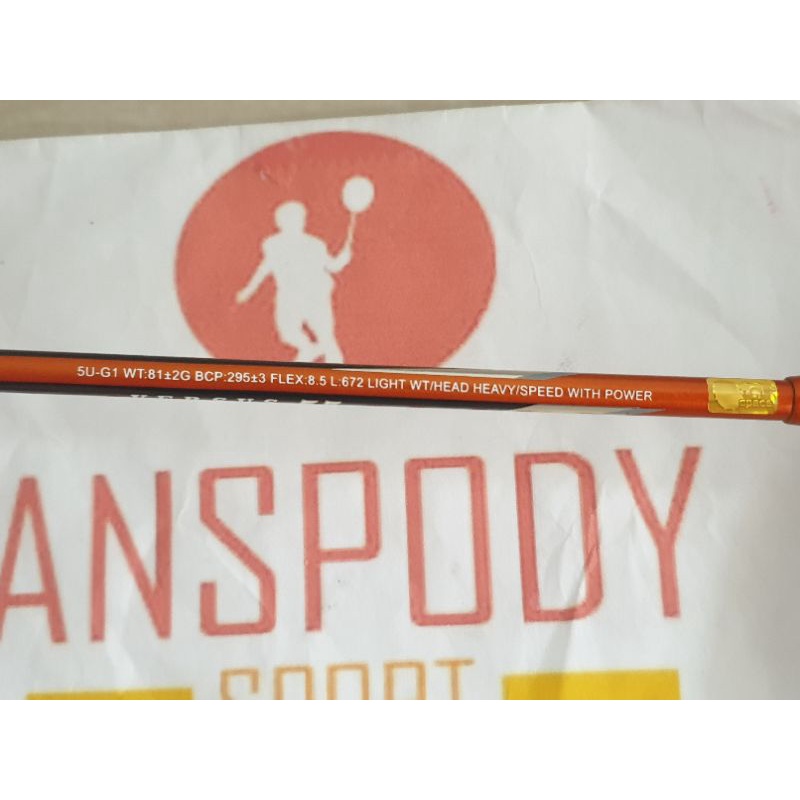 5U-G1 WT:81±2G BCP:295±3 FLEX:8.5 L:672 LIGHT WT/HEAD HEAVY/SPEED WITH POWER
ANSPODY
SPORT